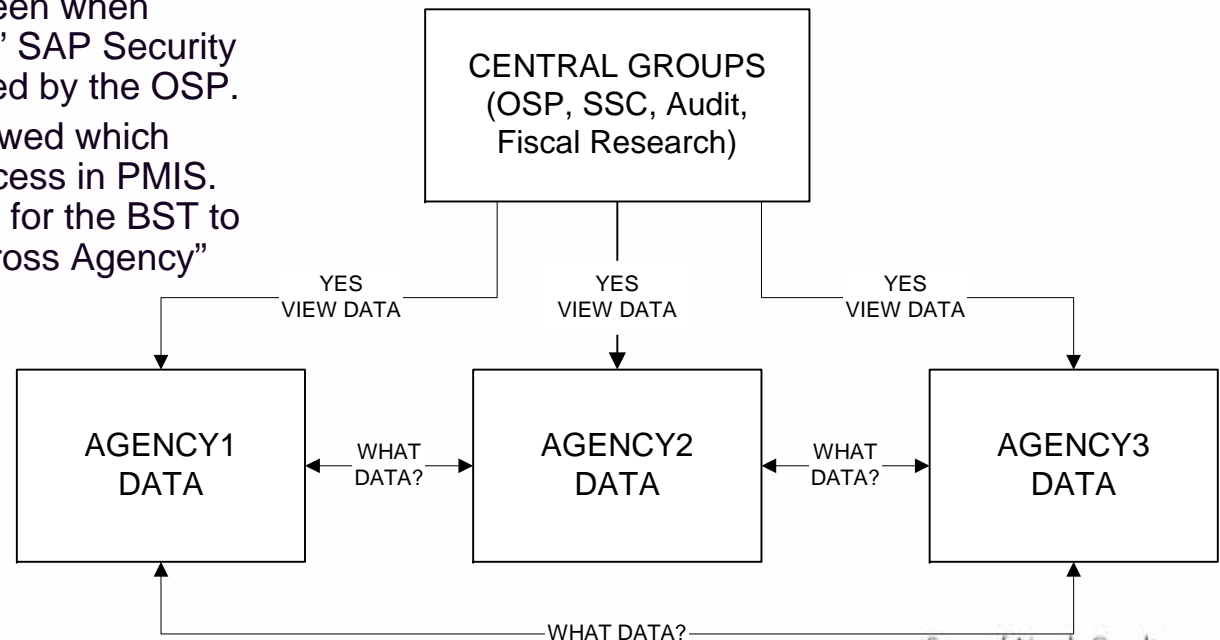 een when
” SAP Security
ed by the OSP.
wed which
cess in PMIS.
for the BST to
ross Agency”
CENTRAL GROUPS
(OSP, SSC, Audit,
Fiscal Research)
YES
VIEW DATA
YES
VIEW DATA
YES
VIEW DATA
AGENCY1
DATA
WHAT
DATA?
AGENCY2
DATA
WHAT
DATA?
AGENCY3
DATA
WHAT DATA?